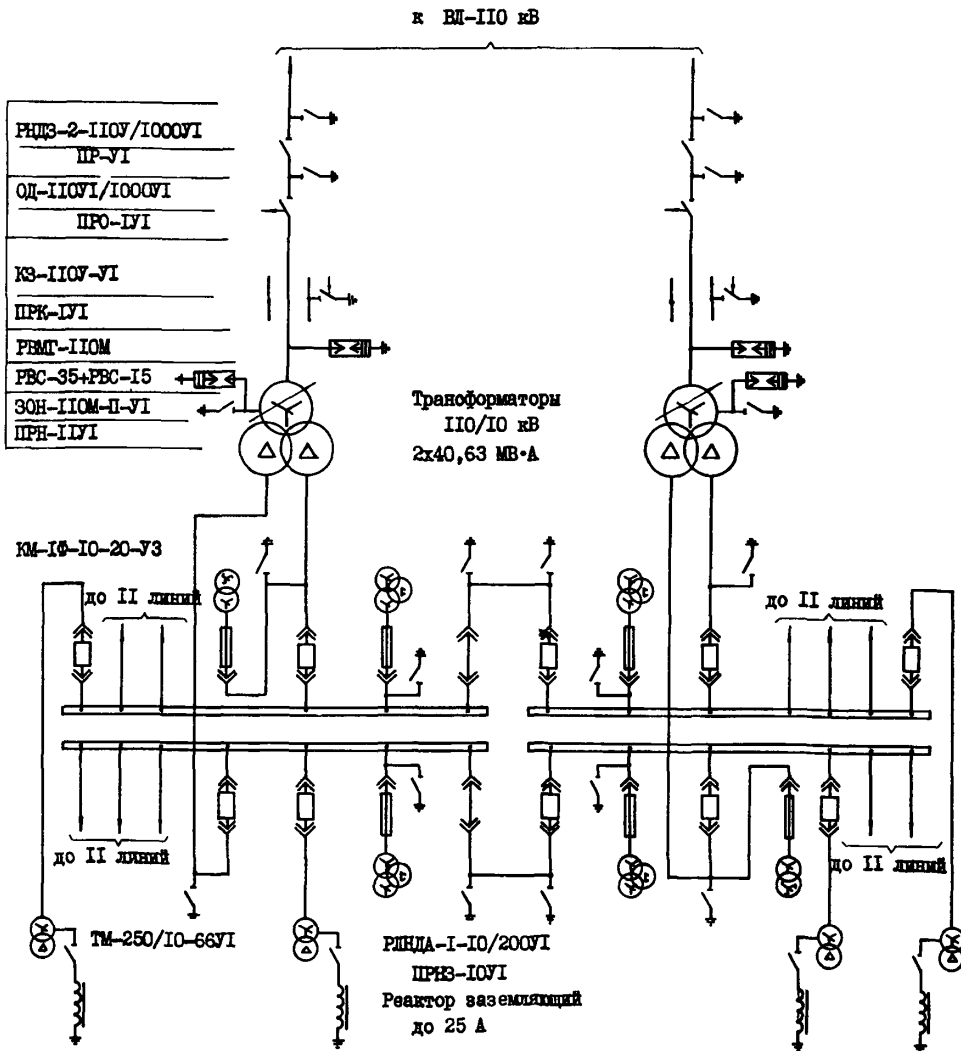 к ВЛ-110 кВ
РНДЗ-2-110У/1000У1
ПР-У1
ОД-110У1/1000У1
ПРО-1У1
КЗ-110У-У1
ПРК-1У1
РВМГ-110М
РВС-35+РВС-15
ЗОН-110М-П-У1
ПРН-11У1
Трансформаторы
110/10 кВ
2х40,63 МВ·А
КМ-1Ф-10-20-У3
до 11 линий
до 11 линий
до 11 линий
до 11 линий
ТМ-250/10-66У1
РЛНДА-1-10/200У1
ПРНЗ-10У1
Реактор заземляющий
до 25 А